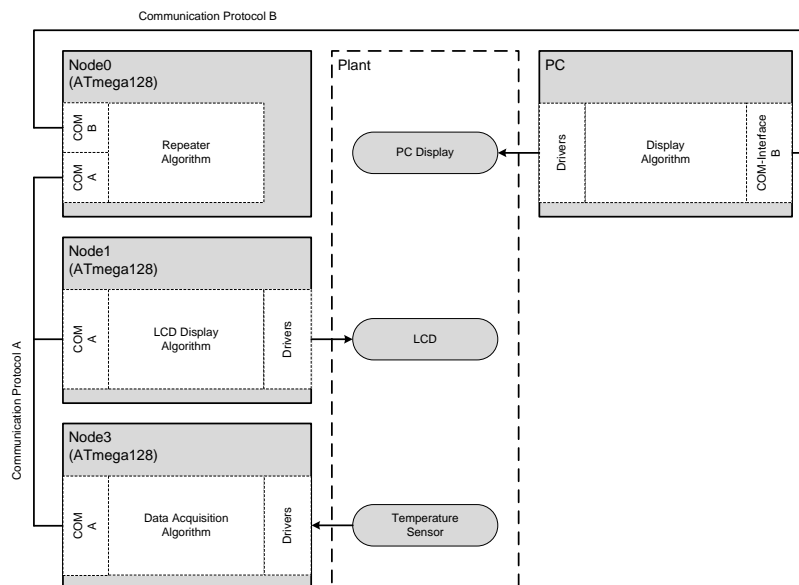 Communication Protocol B
Node0
(ATmega128)
COM
B
COM
A
Repeater
Algorithm
Plant
PC Display
PC
Drivers
Display
Algorithm
COM-Interface
B
Node1
(ATmega128)
COM
A
LCD Display
Algorithm
Drivers
LCD
Communication Protocol A
Node3
(ATmega128)
COM
A
Data Acquisition
Algorithm
Drivers
Temperature
Sensor